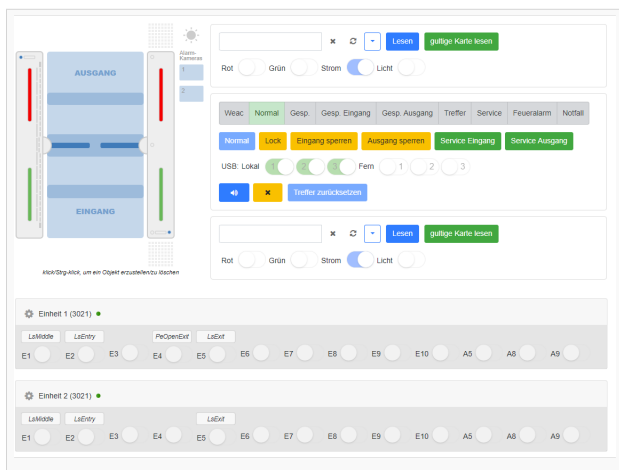 Alarm-
Kameras
AUSGANG
1
2
EINGANG
klick/Strg-klick, um ein Objekt erzustellen/zu löschen
Lesen gultige Karte lesen
Rot Grün Strom Licht
Weac Normal Gesp. Gesp. Eingang Gesp. Ausgang Treffer Service Feueralarm Notfall
Normal Lock Eingang sperren Ausgang sperren Service Eingang Service Ausgang
USB: Lokal 1 2 3 Fern 1 2 3
Treffer zurücksetzen
Lesen gultige Karte lesen
Rot Grün Strom Licht
Einheit 1 (3021)
LsMiddle LsEntry PeOpenExit LsExit
E1 E2 E3 E4 E5 E6 E7 E8 E9 E10 A5 A8 A9
Einheit 2 (3021)
LsMiddle LsEntry LsExit
E1 E2 E3 E4 E5 E6 E7 E8 E9 E10 A5 A8 A9